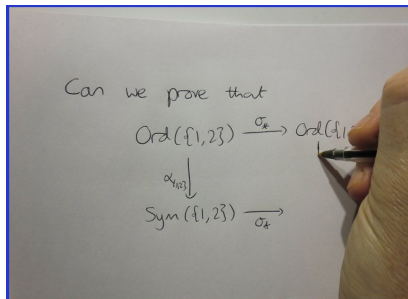 Can we prove that
Ord({1,2}) σ* → Ord({1,
α{1,2} ↓
Sym({1,2}) σ* →